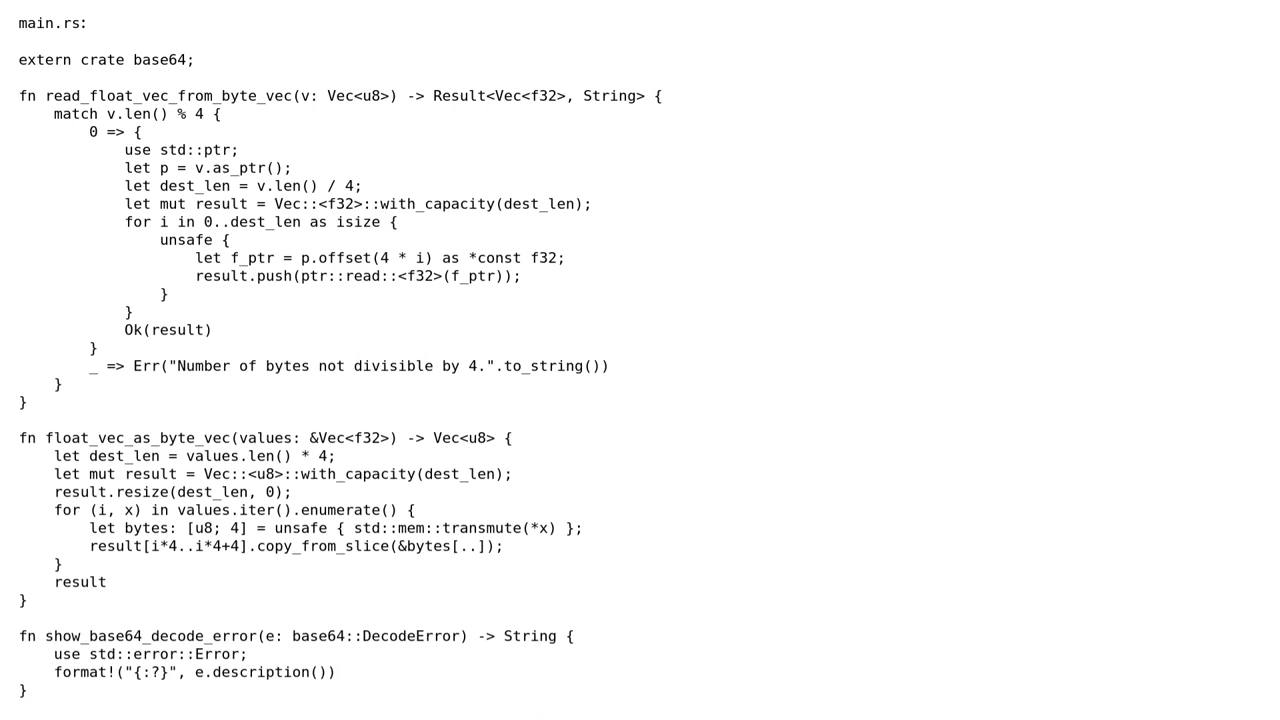 main.rs:

extern crate base64;

fn read_float_vec_from_byte_vec(v: Vec<u8>) -> Result<Vec<f32>, String> {
    match v.len() % 4 {
        0 => {
            use std::ptr;
            let p = v.as_ptr();
            let dest_len = v.len() / 4;
            let mut result = Vec::<f32>::with_capacity(dest_len);
            for i in 0..dest_len as isize {
                unsafe {
                    let f_ptr = p.offset(4 * i) as *const f32;
                    result.push(ptr::read::<f32>(f_ptr));
                }
            }
            Ok(result)
        }
        _ => Err("Number of bytes not divisible by 4.".to_string())
    }
}

fn float_vec_as_byte_vec(values: &Vec<f32>) -> Vec<u8> {
    let dest_len = values.len() * 4;
    let mut result = Vec::<u8>::with_capacity(dest_len);
    result.resize(dest_len, 0);
    for (i, x) in values.iter().enumerate() {
        let bytes: [u8; 4] = unsafe { std::mem::transmute(*x) };
        result[i*4..i*4+4].copy_from_slice(&bytes[..]);
    }
    result
}

fn show_base64_decode_error(e: base64::DecodeError) -> String {
    use std::error::Error;
    format!("{:?}", e.description())
}